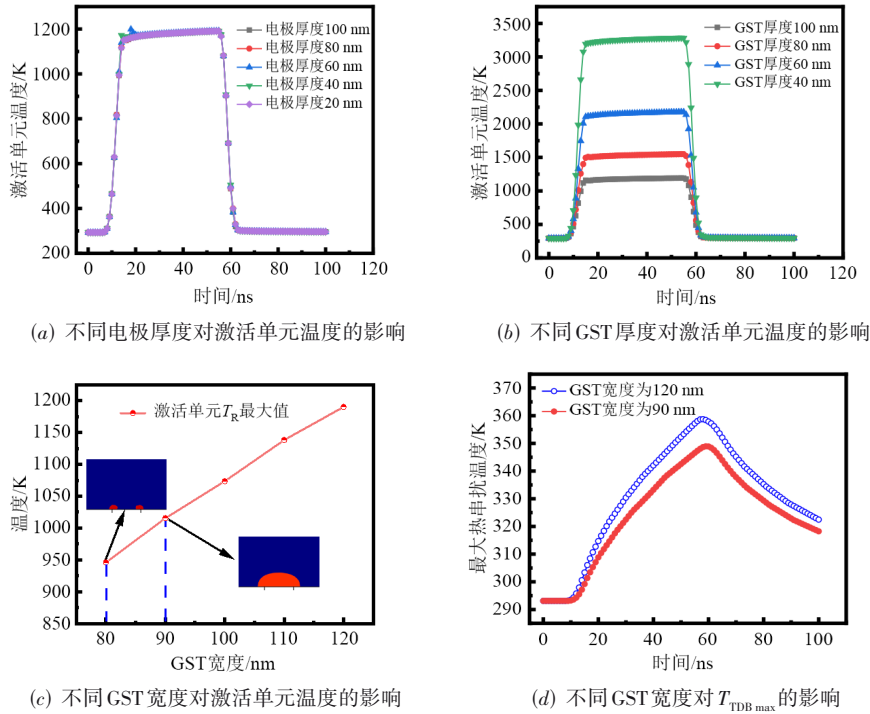 1200
1100
1000
900
800
700
600
500
400
300
200
激活单元温度/K
电极厚度100 nm
电极厚度80 nm
电极厚度60 nm
电极厚度40 nm
电极厚度20 nm
0 20 40 60 80 100 120
时间/ns
(a) 不同电极厚度对激活单元温度的影响
3500
3000
2500
2000
1500
1000
500
0
激活单元温度/K
GST厚度100 nm
GST厚度80 nm
GST厚度60 nm
GST厚度40 nm
0 20 40 60 80 100 120
时间/ns
(b) 不同GST厚度对激活单元温度的影响
1200
1150
1100
1050
1000
950
900
850
温度/K
激活单元TR最大值
80 90 100 110 120
GST宽度/nm
(c) 不同GST宽度对激活单元温度的影响
370
360
350
340
330
320
310
300
290
最大热串扰温度/K
GST宽度为120 nm
GST宽度为90 nm
0 20 40 60 80 100
时间/ns
(d) 不同GST宽度对TTDB max的影响